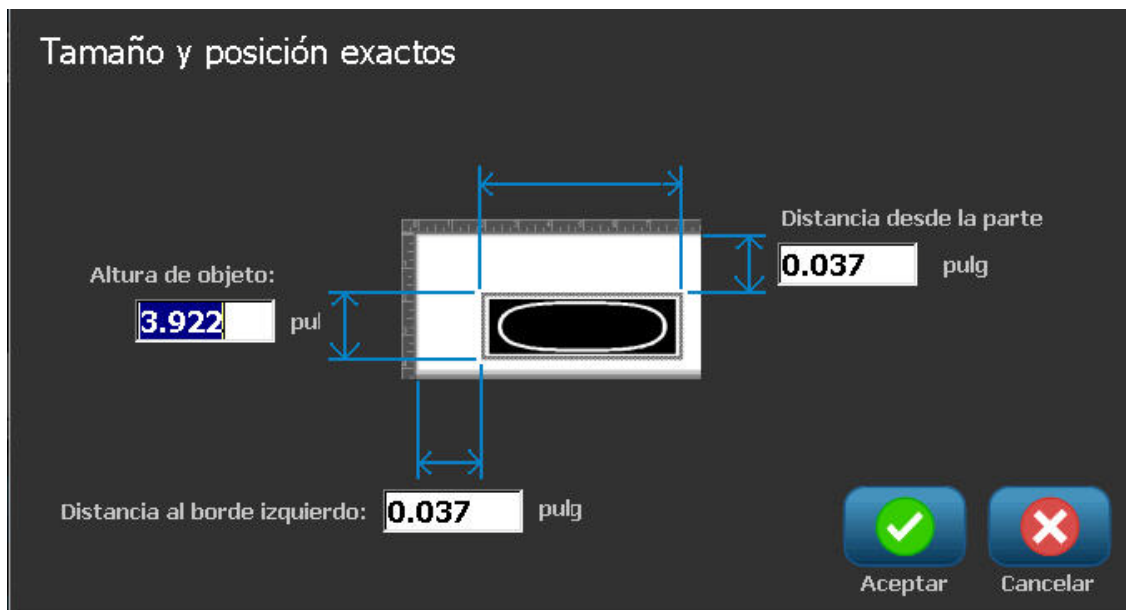 Tamaño y posición exactos
Distancia desde la parte
0.037 pulg
Altura de objeto:
3.922 pul
Distancia al borde izquierdo: 0.037 pulg
Aceptar Cancelar